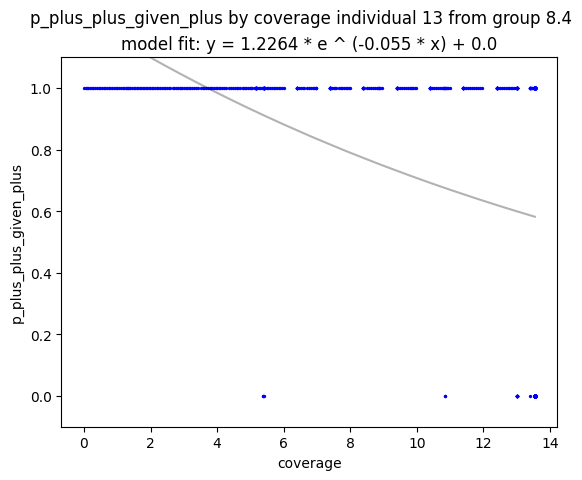 p_plus_plus_given_plus by coverage individual 13 from group 8.4
model fit: y = 1.2264 * e ^ (-0.055 * x) + 0.0
1.0
0.8
0.6
0.4
0.2
0.0
p_plus_plus_given_plus
0 2 4 6 8 10 12 14
coverage